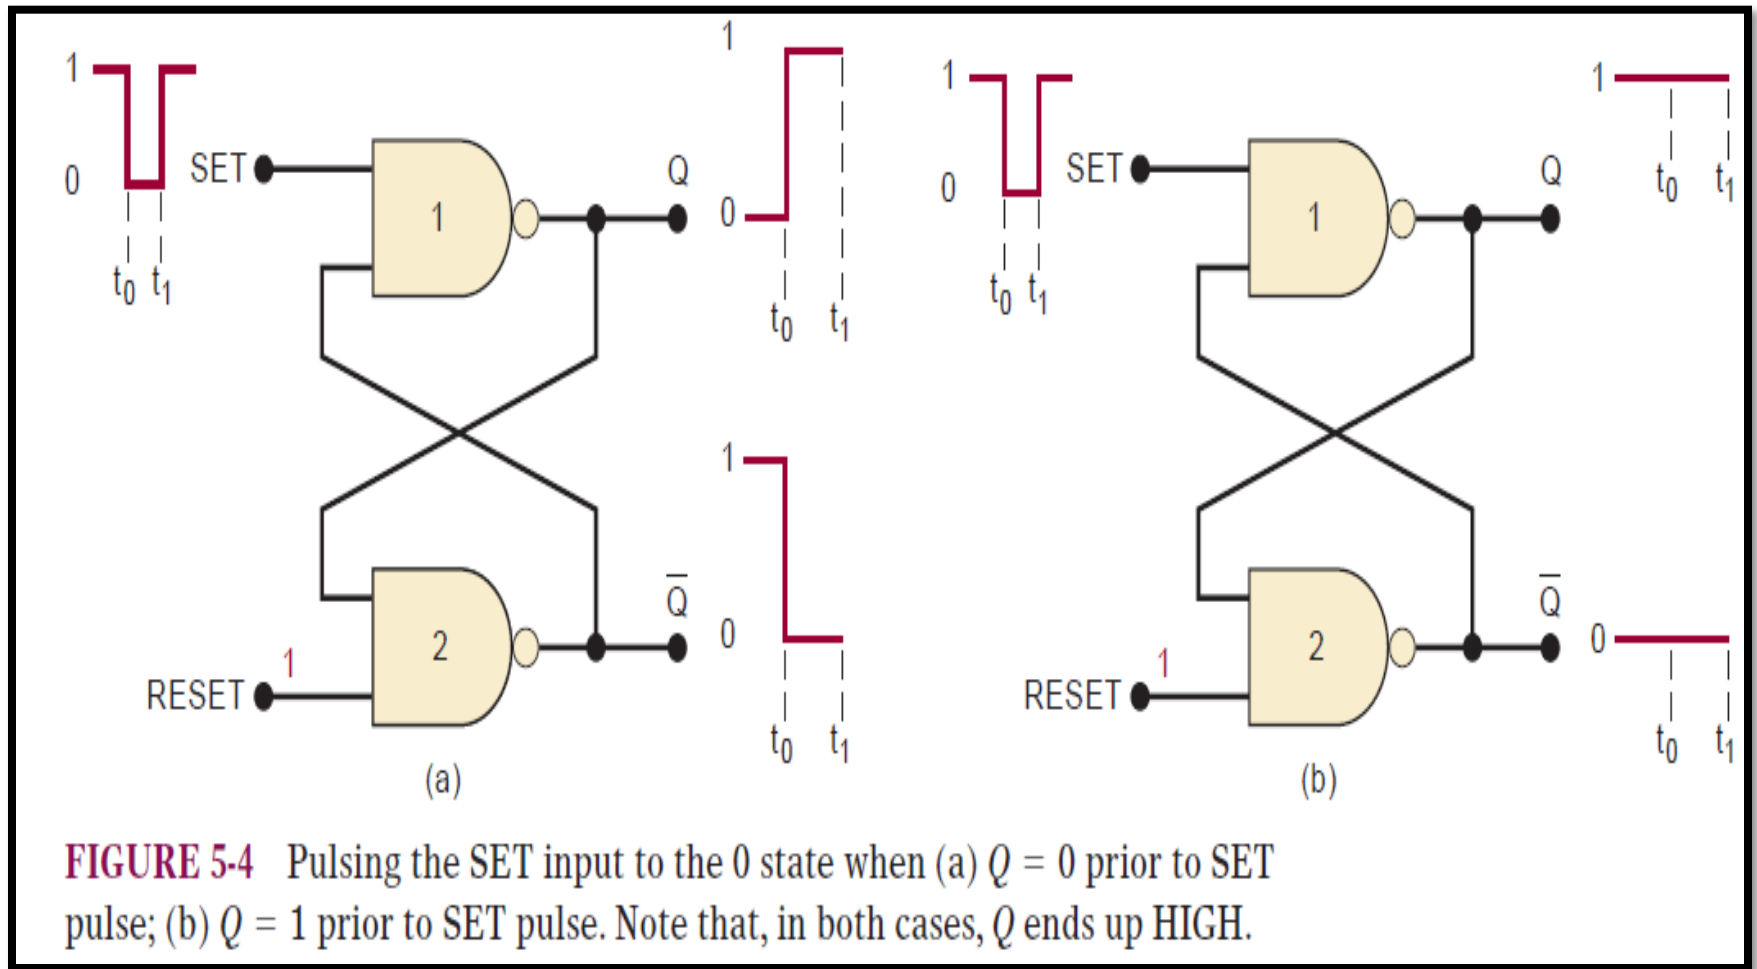 1
0
t0 t1
SET
1
Q
1
0
t0 t1
1
0
t0 t1
Q̅
2
1
RESET
(a)
1
0
t0 t1
SET
1
Q
1
t0 t1
Q̅
0
t0 t1
2
1
RESET
(b)
FIGURE 5-4 Pulsing the SET input to the 0 state when (a) Q = 0 prior to SET
pulse; (b) Q = 1 prior to SET pulse. Note that, in both cases, Q ends up HIGH.